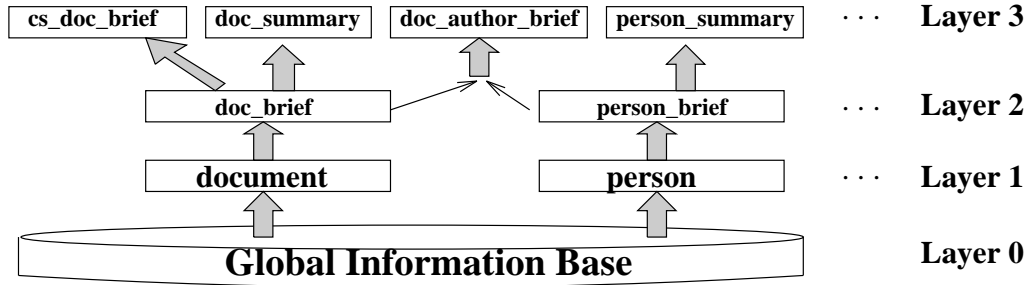 cs_doc_brief doc_summary doc_author_brief person_summary . . . Layer 3
doc_brief person_brief . . . Layer 2
document person . . . Layer 1
Global Information Base Layer 0